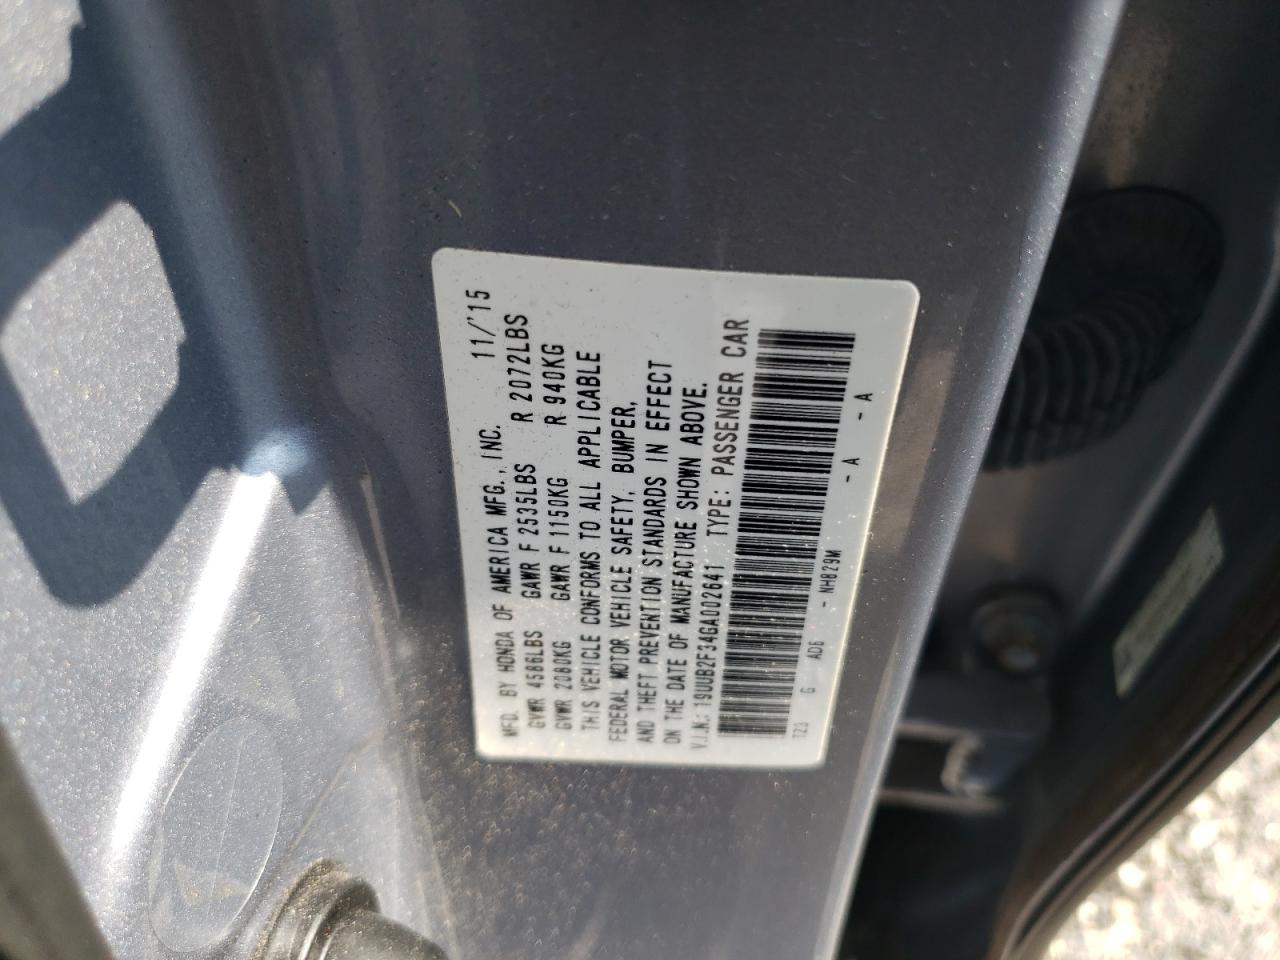 MFD. BY HONDA OF AMERICA MFG., INC. 11/'15
GVWR 4586LBS GAWR F 2535LBS R 2072LBS
GVWR 2080KG GAWR F 1150KG R 940KG
THIS VEHICLE CONFORMS TO ALL APPLICABLE
FEDERAL MOTOR VEHICLE SAFETY, BUMPER,
AND THEFT PREVENTION STANDARDS IN EFFECT
ON THE DATE OF MANUFACTURE SHOWN ABOVE.
V.I.N.: 19UUB2F34GA002641 TYPE: PASSENGER CAR
TZ3 G AD6 - NH829M - A - A